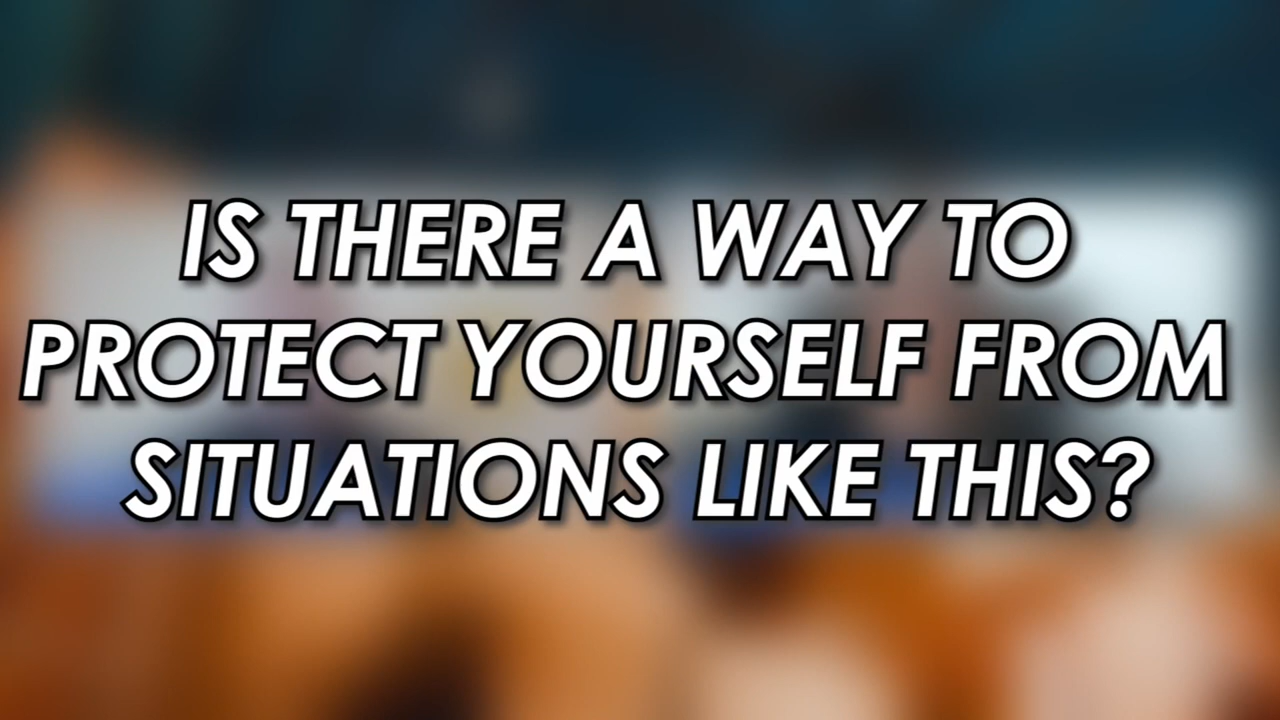 IS THERE A WAY TO
PROTECT YOURSELF FROM
SITUATIONS LIKE THIS?